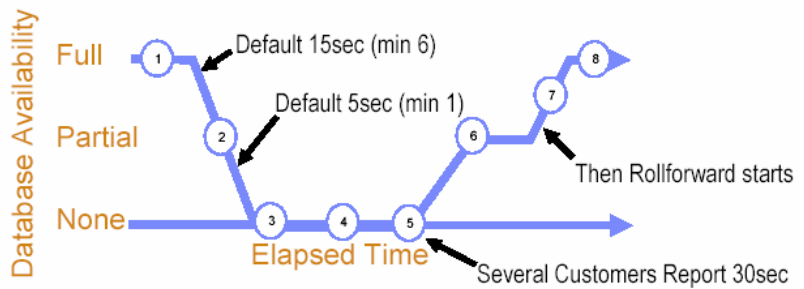 Database Availability
Full
1
Default 15sec (min 6)
8
Default 5sec (min 1)
7
Partial
2
6
Then Rollforward starts
None
3
4
5
Elapsed Time
Several Customers Report 30sec